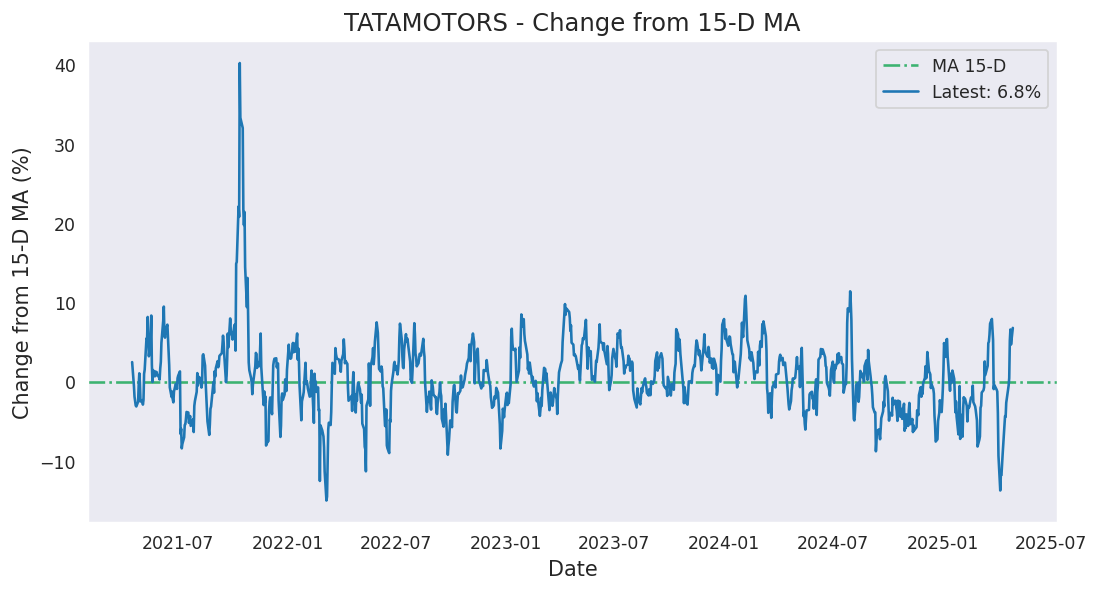 TATAMOTORS - Change from 15-D MA
MA 15-D
Latest: 6.8%
Change from 15-D MA (%)
40
30
20
10
0
−10
2021-07 2022-01 2022-07 2023-01 2023-07 2024-01 2024-07 2025-01 2025-07
Date